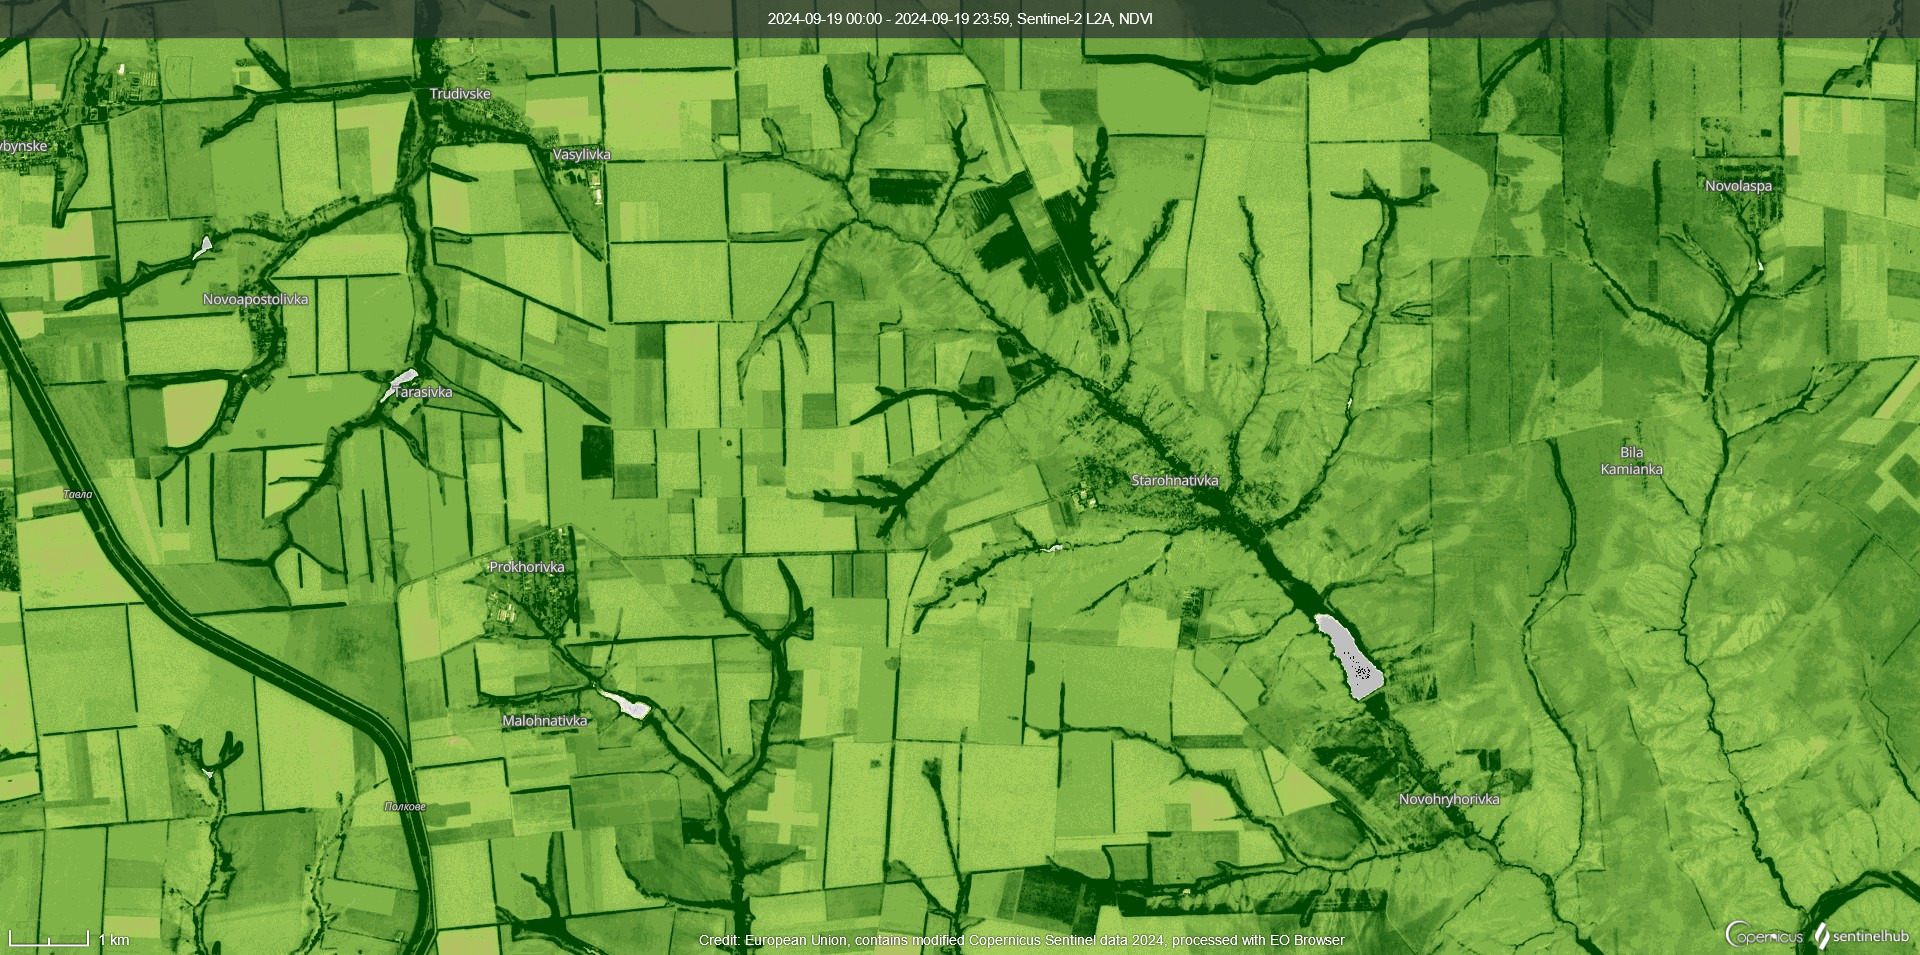 2024-09-19 00:00 - 2024-09-19 23:59, Sentinel-2 L2A, NDVI
Trudivske
Vasylivka
Novolaspa
Novoapostolivka
Tarasivka
Bila
Kamianka
Starohnativka
Тавла
Prokhorivka
Malohnativka
Novohryhorivka
Полкове
1 km
Credit: European Union, contains modified Copernicus Sentinel data 2024, processed with EO Browser
opernicus
sentinelhub